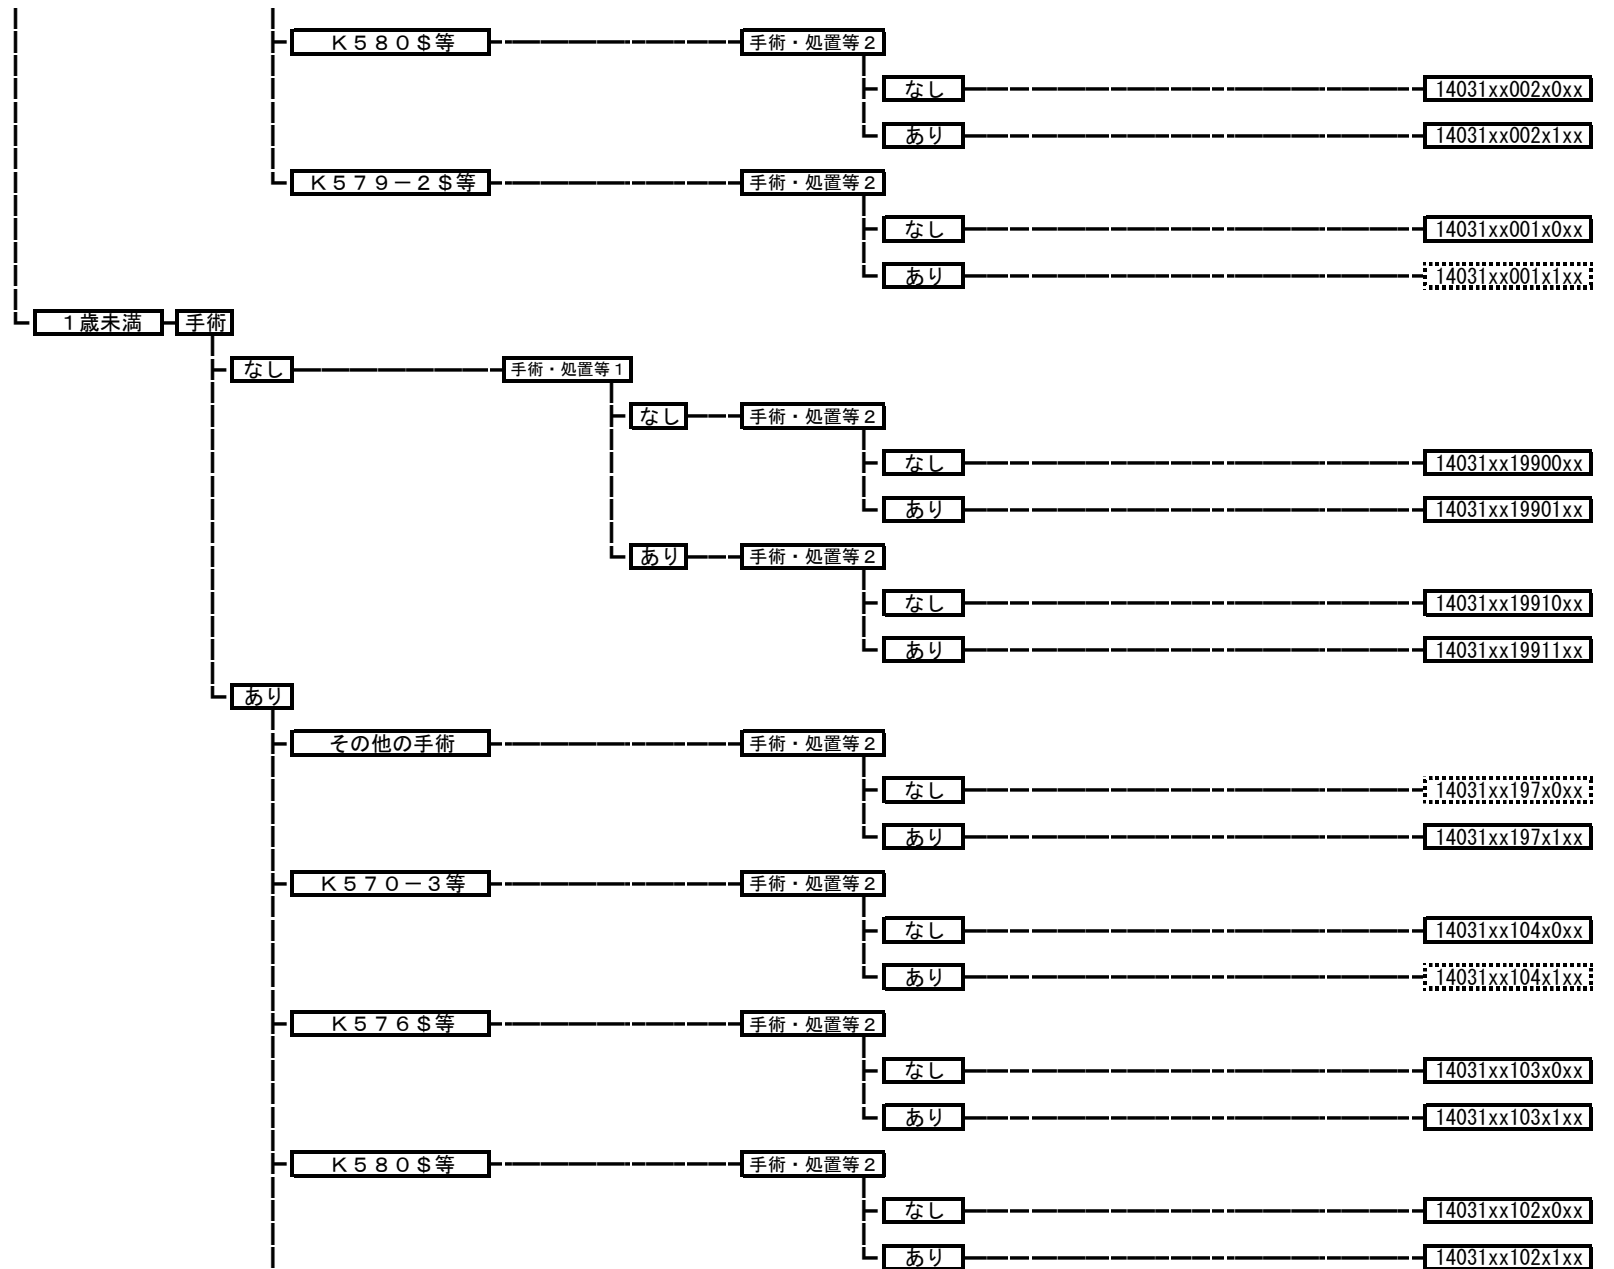 K580$等 手術・処置等2
なし 14031xx002x0xx
あり 14031xx002x1xx
K579-2$等 手術・処置等2
なし 14031xx001x0xx
あり 14031xx001x1xx
1歳未満 手術
なし 手術・処置等1
なし 手術・処置等2
なし 14031xx19900xx
あり 14031xx19901xx
あり 手術・処置等2
なし 14031xx19910xx
あり 14031xx19911xx
あり
その他の手術 手術・処置等2
なし 14031xx197x0xx
あり 14031xx197x1xx
K570-3等 手術・処置等2
なし 14031xx104x0xx
あり 14031xx104x1xx
K576$等 手術・処置等2
なし 14031xx103x0xx
あり 14031xx103x1xx
K580$等 手術・処置等2
なし 14031xx102x0xx
あり 14031xx102x1xx